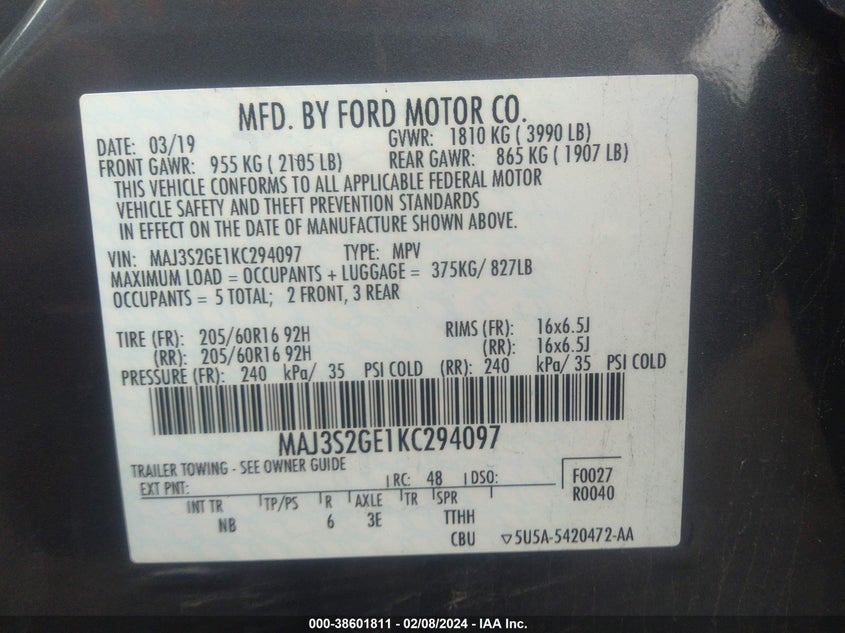 MFD. BY FORD MOTOR CO.
DATE: 03/19 GVWR: 1810 KG ( 3990 LB)
FRONT GAWR: 955 KG ( 2105 LB) REAR GAWR: 865 KG ( 1907 LB)
THIS VEHICLE CONFORMS TO ALL APPLICABLE FEDERAL MOTOR
VEHICLE SAFETY AND THEFT PREVENTION STANDARDS
IN EFFECT ON THE DATE OF MANUFACTURE SHOWN ABOVE.
VIN: MAJ3S2GE1KC294097 TYPE: MPV
MAXIMUM LOAD = OCCUPANTS + LUGGAGE = 375KG/ 827LB
OCCUPANTS = 5 TOTAL; 2 FRONT, 3 REAR
TIRE (FR): 205/60R16 92H RIMS (FR): 16x6.5J
(RR): 205/60R16 92H (RR): 16x6.5J
PRESSURE (FR): 240 kPa/ 35 PSI COLD (RR): 240 kPa/ 35 PSI COLD
MAJ3S2GE1KC294097
TRAILER TOWING - SEE OWNER GUIDE
EXT PNT: RC: 48 DSO: F0027
R0040
INT TR TP/PS R AXLE TR SPR
NB 6 3E TTHH
CBU ▽5U5A-5420472-AA
000-38601811 - 02/08/2024 - IAA Inc.